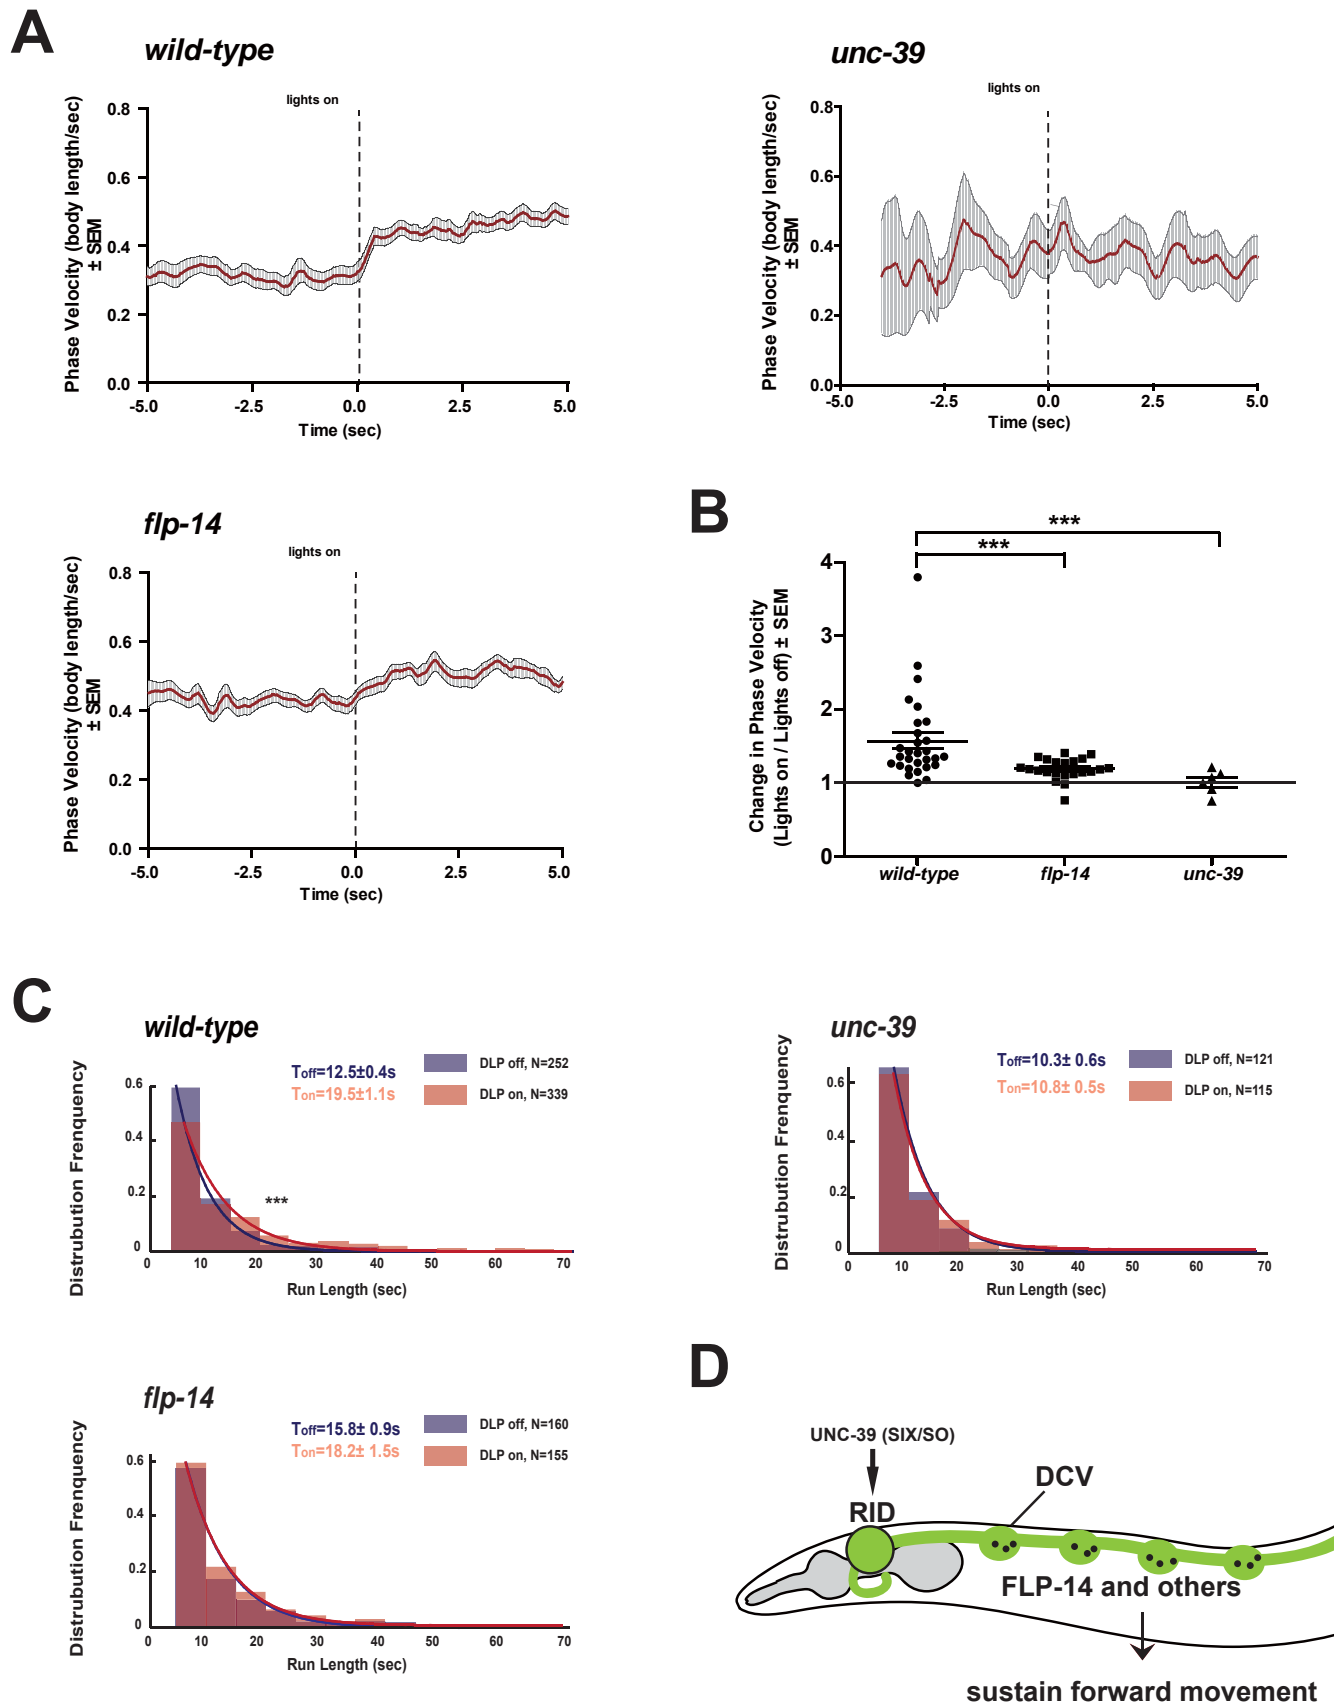 A
wild-type
lights on
Phase Velocity (body length/sec)
± SEM
0.8
0.6
0.4
0.2
0.0
-5.0 -2.5 0.0 2.5 5.0
Time (sec)
unc-39
lights on
Phase Velocity (body length/sec)
± SEM
0.8
0.6
0.4
0.2
0.0
-5.0 -2.5 0.0 2.5 5.0
Time (sec)
flp-14
lights on
Phase Velocity (body length/sec)
± SEM
0.8
0.6
0.4
0.2
0.0
-5.0 -2.5 0.0 2.5 5.0
Time (sec)
B
***
***
Change in Phase Velocity
(Lights on / Lights off) ± SEM
4
3
2
1
0
wild-type flp-14 unc-39
C
wild-type
Toff=12.5±0.4s
Ton=19.5±1.1s
DLP off, N=252
DLP on, N=339
Distrubution Frenquency
0.6
0.4
0.2
0
***
0 10 20 30 40 50 60 70
Run Length (sec)
unc-39
Toff=10.3± 0.6s
Ton=10.8± 0.5s
DLP off, N=121
DLP on, N=115
Distrubution Frenquency
0.6
0.4
0.2
0
0 10 20 30 40 50 60 70
Run Length (sec)
flp-14
Toff=15.8± 0.9s
Ton=18.2± 1.5s
DLP off, N=160
DLP on, N=155
Distrubution Frenquency
0.6
0.4
0.2
0
0 10 20 30 40 50 60 70
Run Length (sec)
D
UNC-39 (SIX/SO)
RID
DCV
FLP-14 and others
sustain forward movement